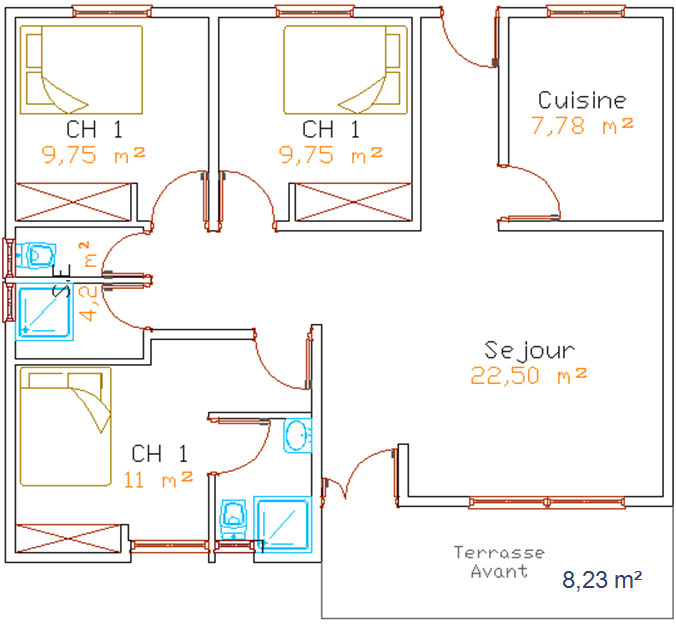 CH 1
9,75 m²
CH 1
9,75 m²
Cuisine
7,78 m²
S.E
4,2 m²
Sejour
22,50 m²
CH 1
11 m²
Terrasse
Avant
8,23 m²